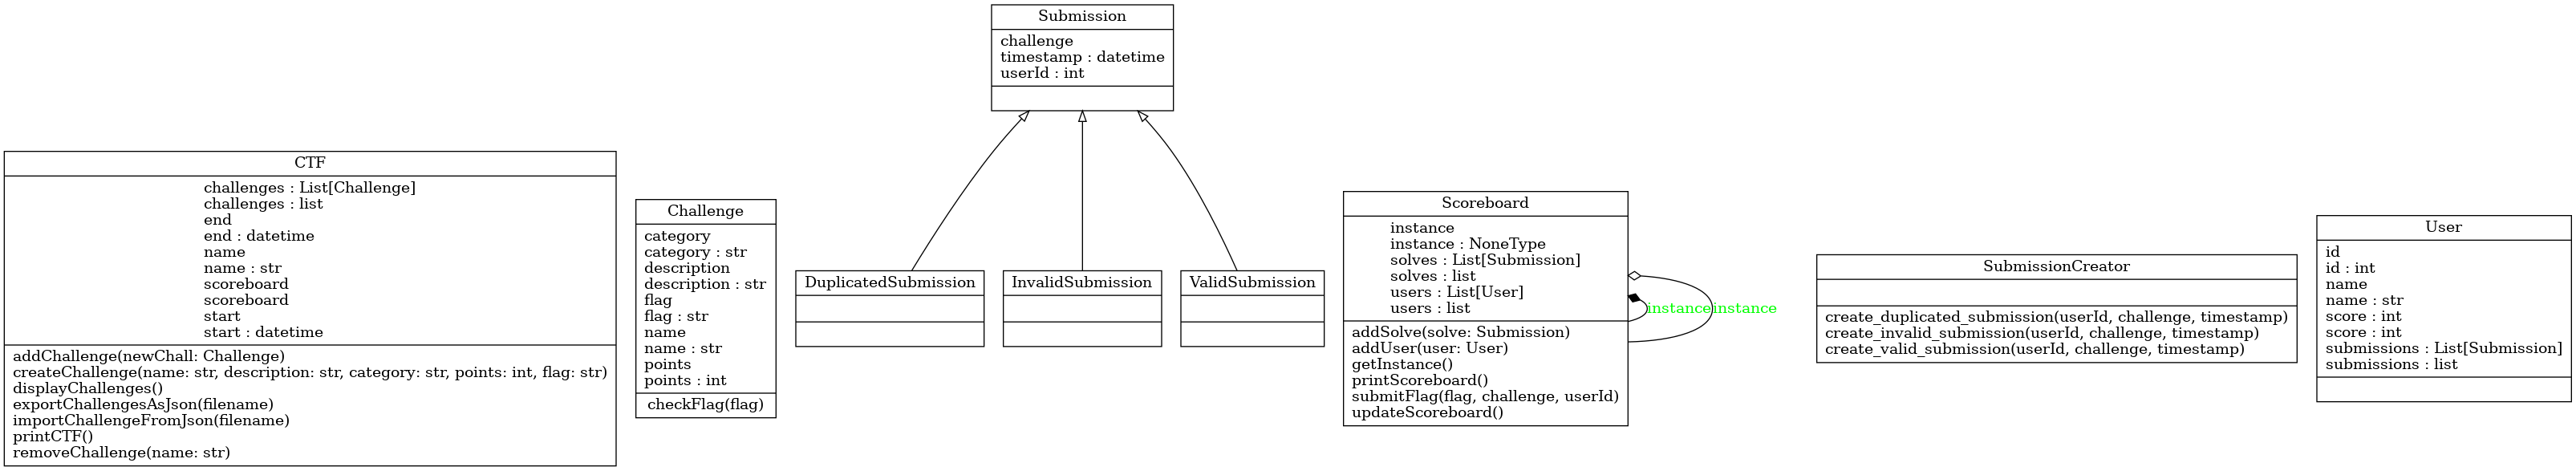 Submission
challenge
timestamp : datetime
userId : int
CTF
challenges : List[Challenge]
challenges : list
end
end : datetime
name
name : str
scoreboard
scoreboard
start
start : datetime
addChallenge(newChall: Challenge)
createChallenge(name: str, description: str, category: str, points: int, flag: str)
displayChallenges()
exportChallengesAsJson(filename)
importChallengeFromJson(filename)
printCTF()
removeChallenge(name: str)
Challenge
category
category : str
description
description : str
flag
flag : str
name
name : str
points
points : int
checkFlag(flag)
DuplicatedSubmission
InvalidSubmission
ValidSubmission
Scoreboard
instance
instance : NoneType
solves : List[Submission]
solves : list
users : List[User]
users : list
addSolve(solve: Submission)
addUser(user: User)
getInstance()
printScoreboard()
submitFlag(flag, challenge, userId)
updateScoreboard()
instance
instance
SubmissionCreator
create_duplicated_submission(userId, challenge, timestamp)
create_invalid_submission(userId, challenge, timestamp)
create_valid_submission(userId, challenge, timestamp)
User
id
id : int
name
name : str
score : int
score : int
submissions : List[Submission]
submissions : list